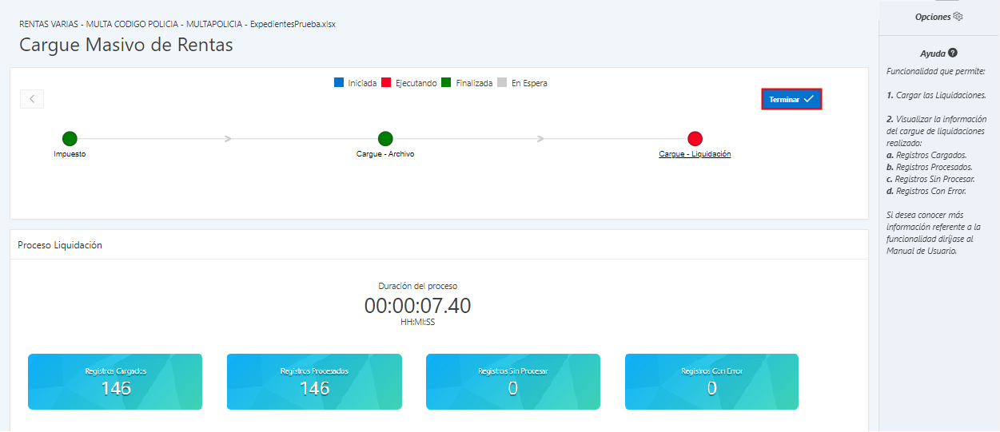 RENTAS VARIAS - MULTA CODIGO POLICIA - MULTAPOLICIA - ExpedientesPrueba.xlsx
Cargue Masivo de Rentas
Iniciada Ejecutando Finalizada En Espera
Terminar
Impuesto
Cargue - Archivo
Cargue - Liquidación
Proceso Liquidación
Duración del proceso
00:00:07.40
HH:MI:SS
Registros Cargados
146
Registros Procesados
146
Registros Sin Procesar
0
Registros Con Error
0
Opciones
Ayuda
Funcionalidad que permite:
1. Cargar las Liquidaciones.
2. Visualizar la información
del cargue de liquidaciones
realizado:
a. Registros Cargados.
b. Registros Procesados.
c. Registros Sin Procesar.
d. Registros Con Error.
Si desea conocer más
información referente a la
funcionalidad diríjase al
Manual de Usuario.